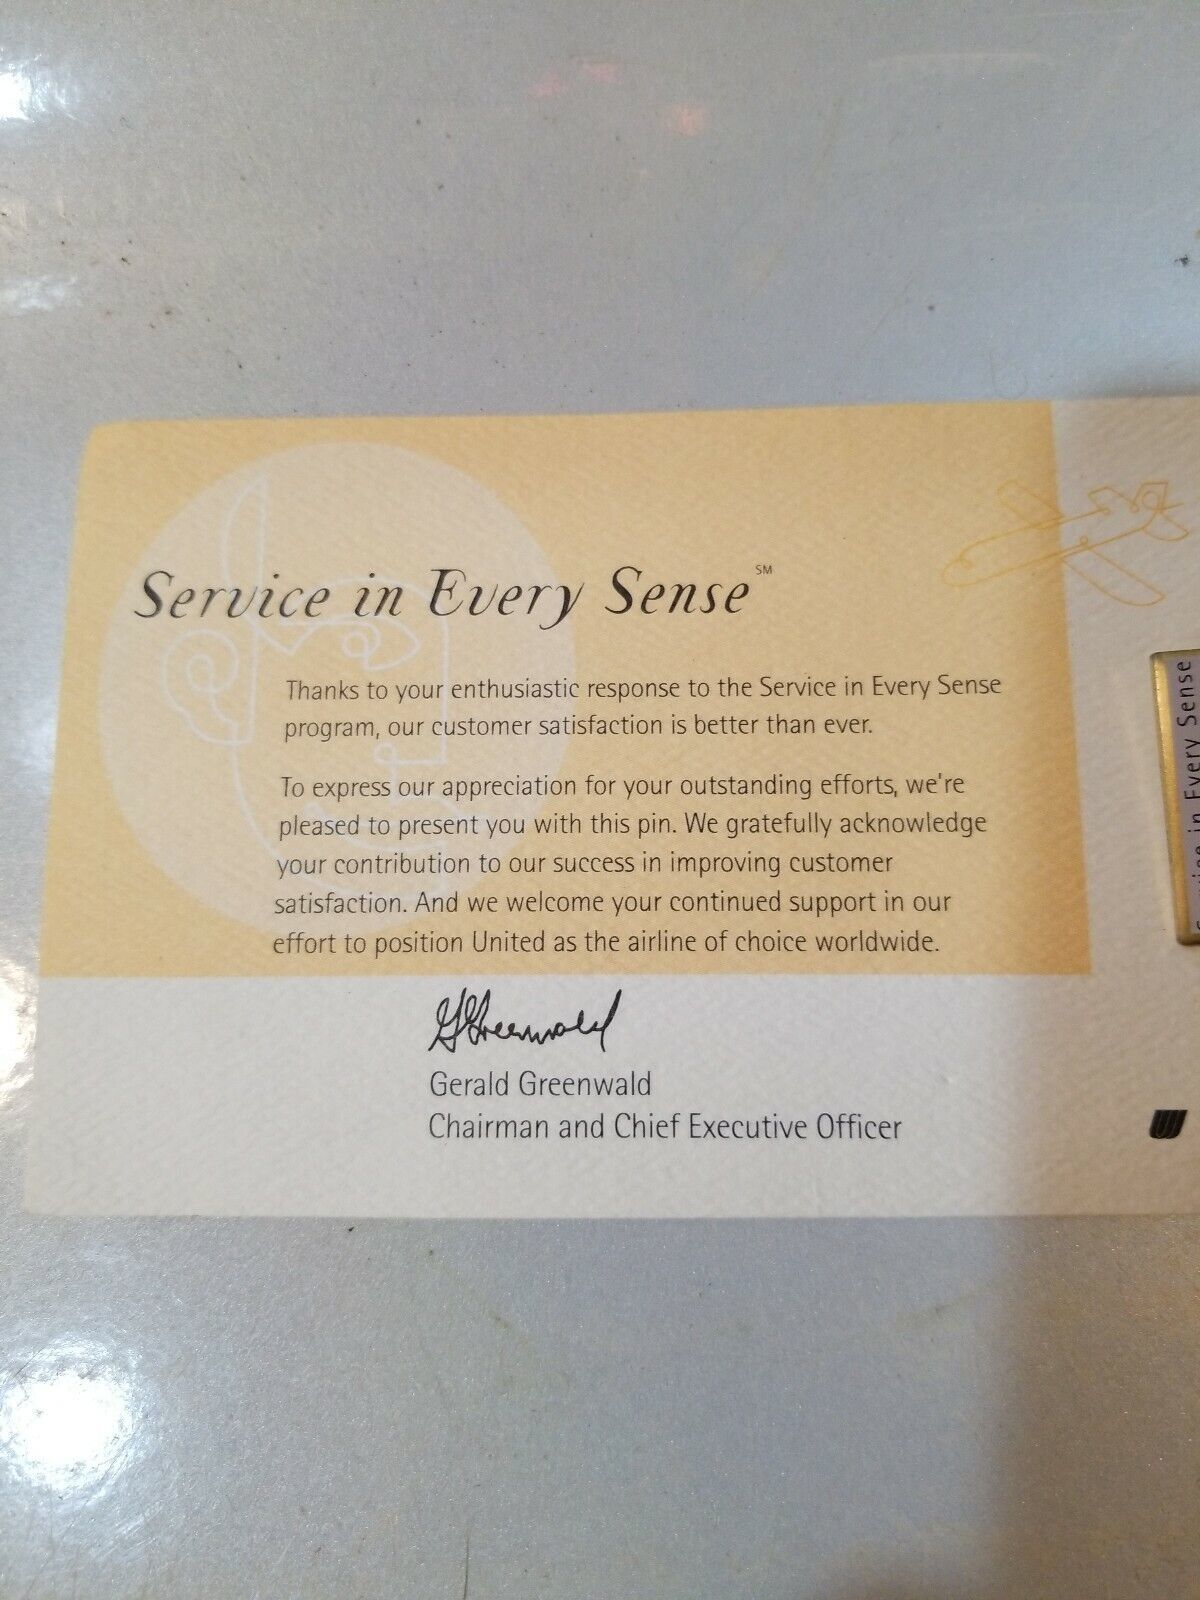 Service in Every Sense℠
Thanks to your enthusiastic response to the Service in Every Sense
program, our customer satisfaction is better than ever.
To express our appreciation for your outstanding efforts, we're
pleased to present you with this pin. We gratefully acknowledge
your contribution to our success in improving customer
satisfaction. And we welcome your continued support in our
effort to position United as the airline of choice worldwide.
GGreenwald
Gerald Greenwald
Chairman and Chief Executive Officer
in Every Sense